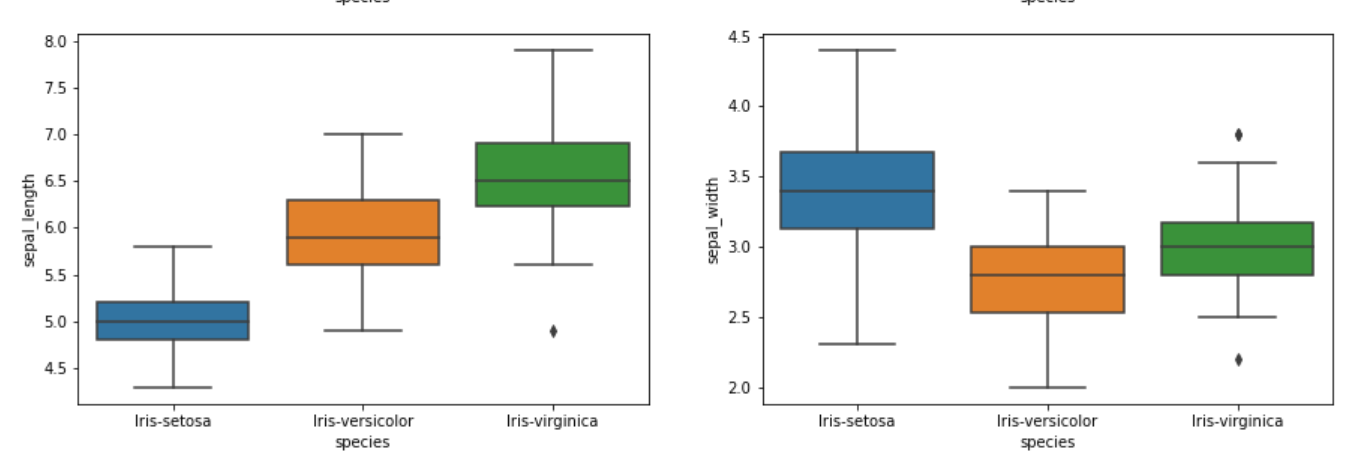 species
species
8.0
7.5
7.0
6.5
6.0
5.5
5.0
4.5
sepal_length
Iris-setosa Iris-versicolor Iris-virginica
species
4.5
4.0
3.5
3.0
2.5
2.0
sepal_width
Iris-setosa Iris-versicolor Iris-virginica
species